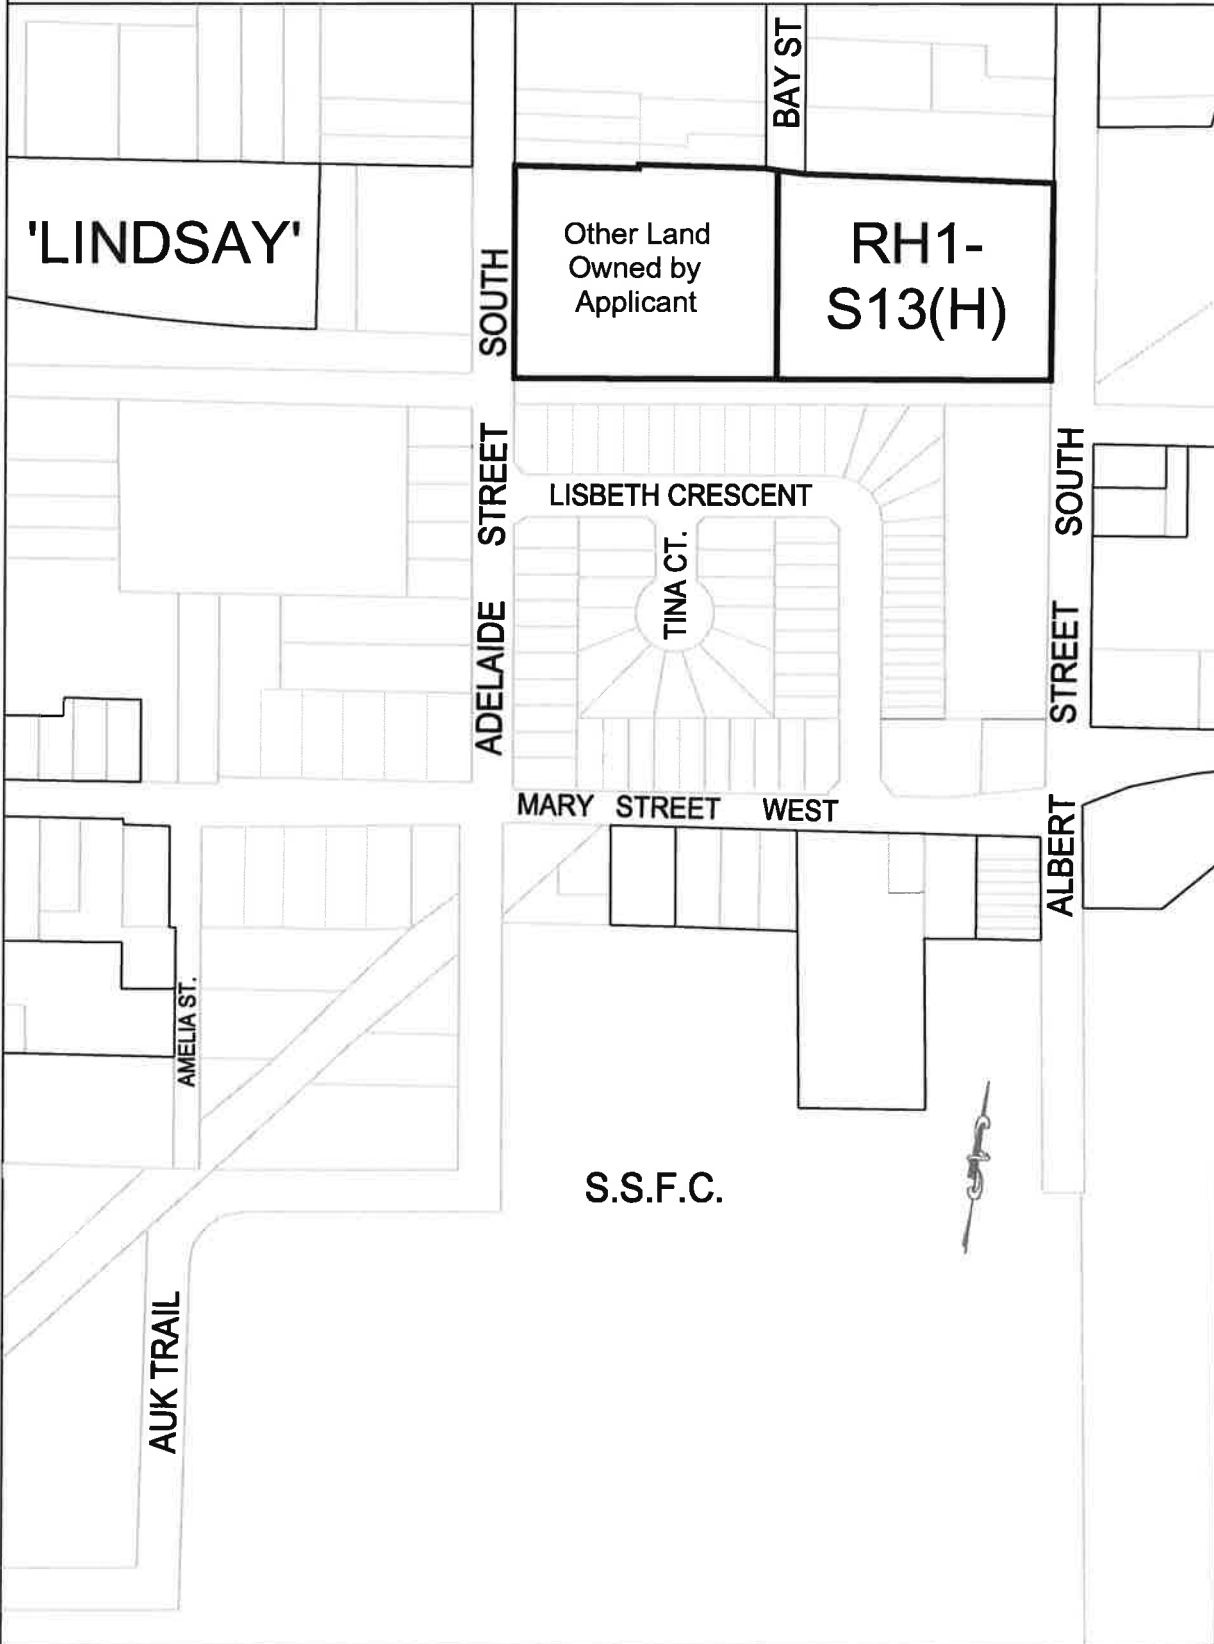 BAY ST
'LINDSAY'
Other Land
Owned by
Applicant
RH1-
S13(H)
ADELAIDE STREET SOUTH
LISBETH CRESCENT
TINA CT.
ALBERT STREET SOUTH
MARY STREET WEST
AMELIA ST.
S.S.F.C.
AUK TRAIL